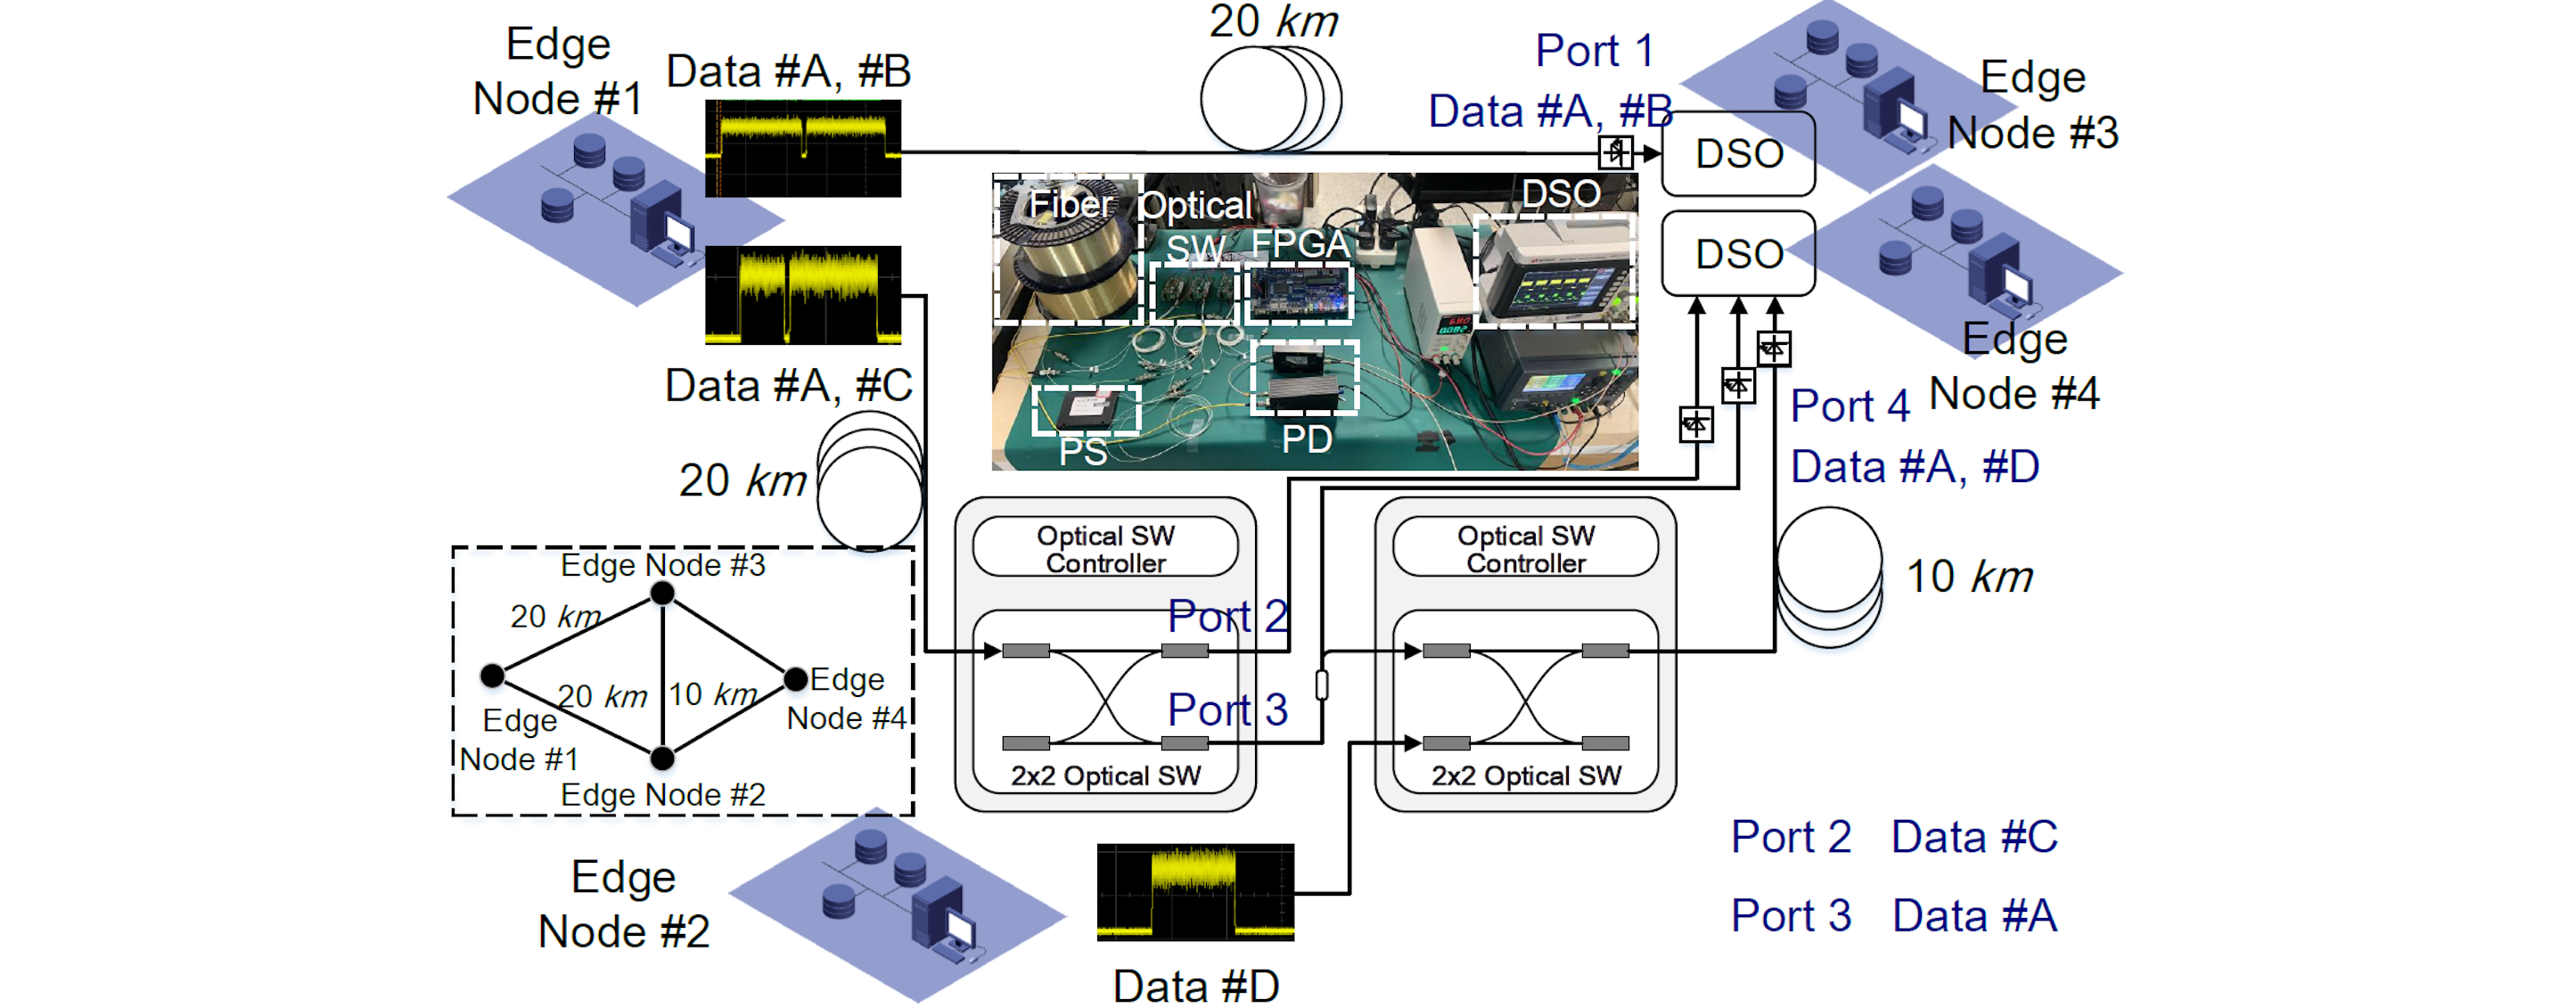 Edge
Node #1
Data #A, #B
20 km
Port 1
Data #A, #B
DSO
Edge
Node #3
DSO
Edge
Node #4
Fiber
Optical
SW
FPGA
DSO
PS
PD
Data #A, #C
20 km
Port 4
Data #A, #D
10 km
Optical SW
Controller
Port 2
Port 3
2x2 Optical SW
Optical SW
Controller
2x2 Optical SW
Edge Node #3
20 km
20 km
10 km
Edge
Node #1
Edge
Node #4
Edge Node #2
Edge
Node #2
Data #D
Port 2 Data #C
Port 3 Data #A